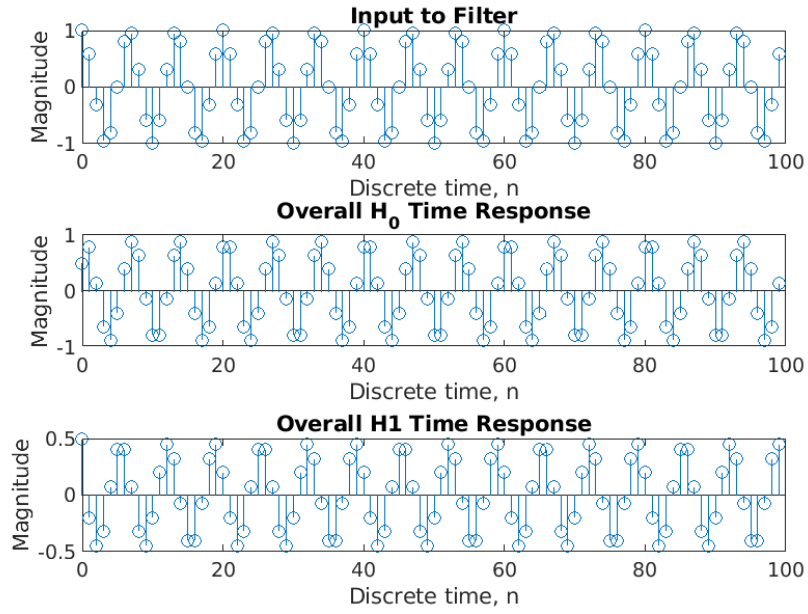 Input to Filter
1
0
-1
Magnitude
0 20 40 60 80 100
Discrete time, n
Overall H0 Time Response
1
0
-1
Magnitude
0 20 40 60 80 100
Discrete time, n
Overall H1 Time Response
0.5
0
-0.5
Magnitude
0 20 40 60 80 100
Discrete time, n